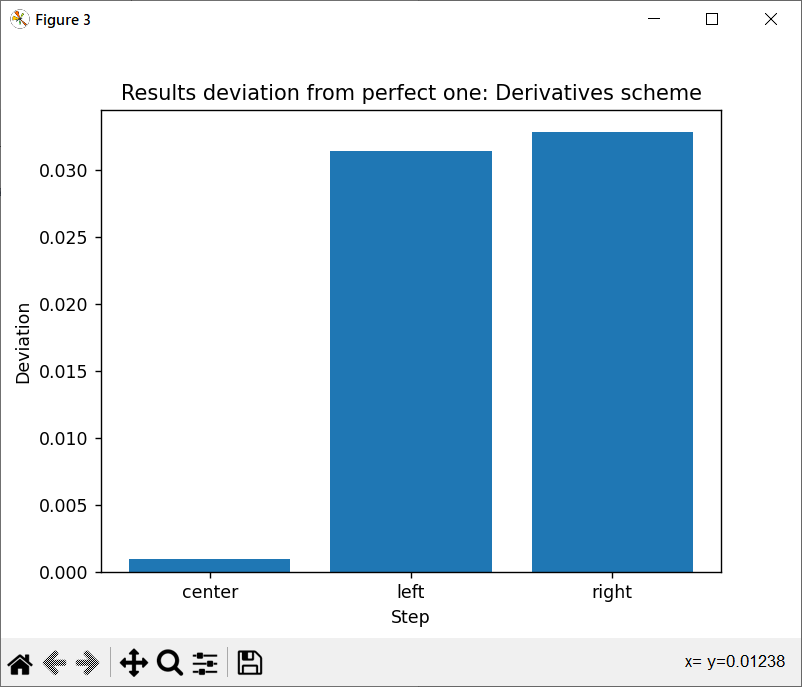 Figure 3
Results deviation from perfect one: Derivatives scheme
0.030
0.025
0.020
0.015
0.010
0.005
0.000
Deviation
center left right
Step
x= y=0.01238